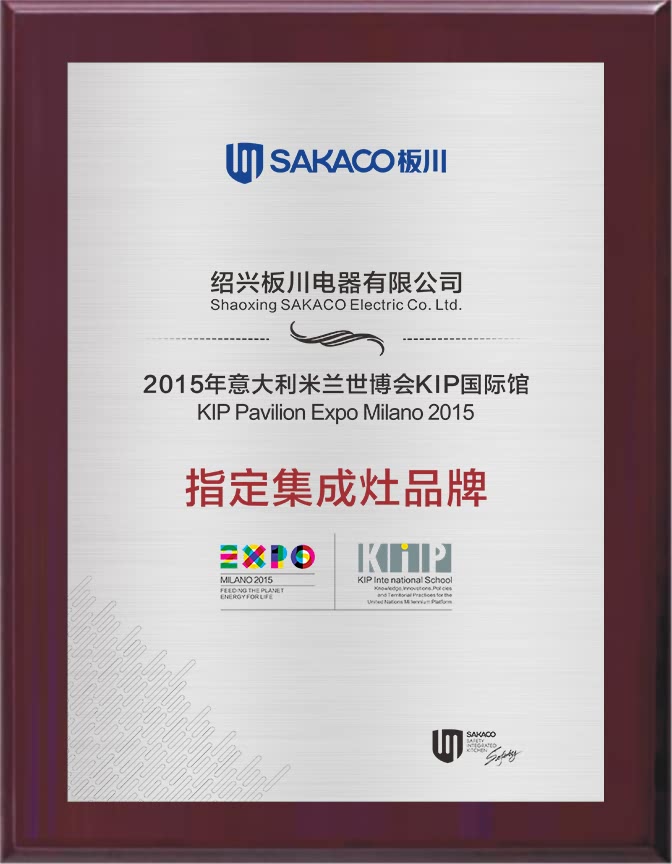 SAKACO板川
绍兴板川电器有限公司
Shaoxing SAKACO Electric Co. Ltd.
2015年意大利米兰世博会KIP国际馆
KIP Pavilion Expo Milano 2015
指定集成灶品牌
EXPO
MILANO 2015
FEEDING THE PLANET
ENERGY FOR LIFE
KiP
KIP International School
Knowledge, Innovations, Policies
and Territorial Practices for the
United Nations Millennium Platform
SAKACO
SAFETY
INTEGRATED
KITCHEN